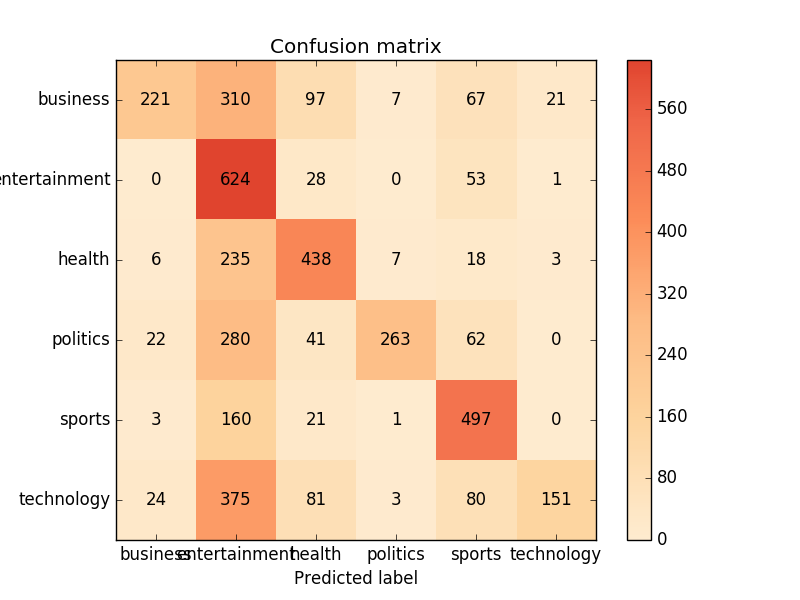 Confusion matrix
business 221 310 97 7 67 21
ntertainment 0 624 28 0 53 1
health 6 235 438 7 18 3
politics 22 280 41 263 62 0
sports 3 160 21 1 497 0
technology 24 375 81 3 80 151
business entertainment health politics sports technology
Predicted label
560
480
400
320
240
160
80
0